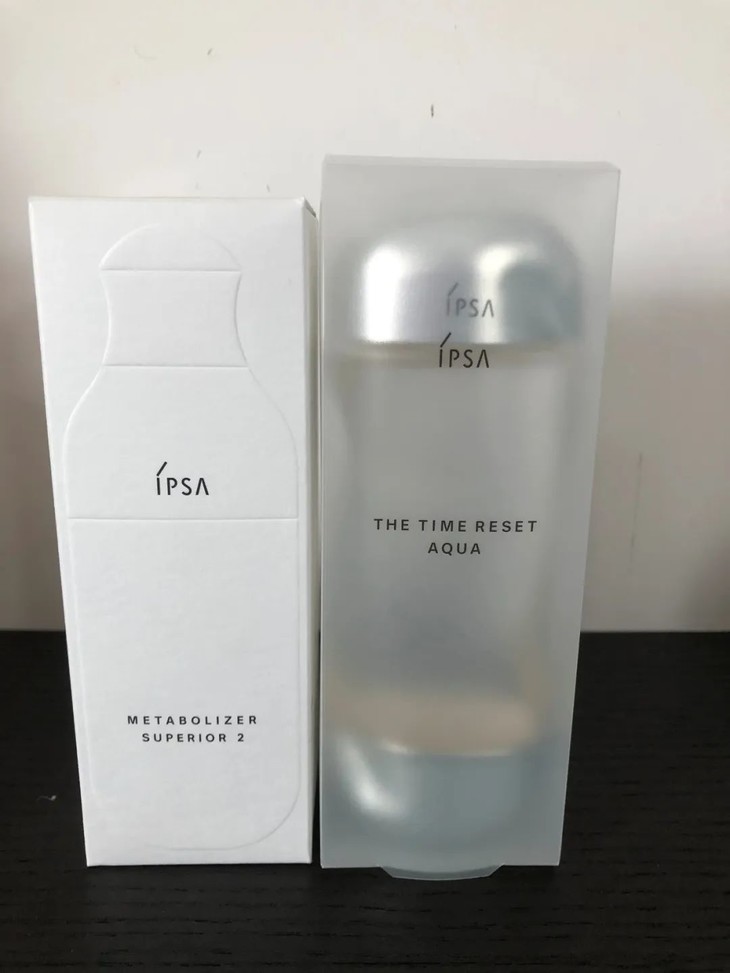 ÍPSA
METABOLIZER
SUPERIOR 2
ÍPSA
ÍPSA
THE TIME RESET
AQUA